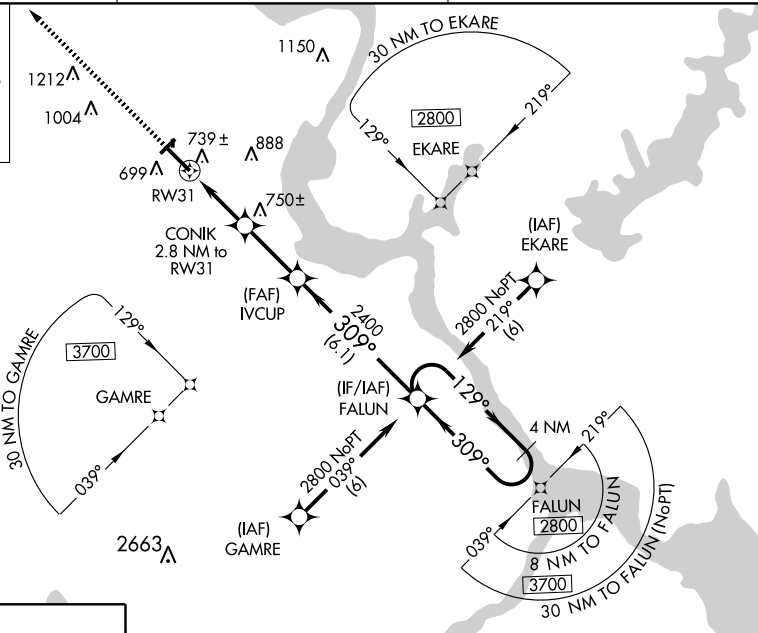 1150
30 NM TO EKARE
1212
1004
219°
129°
2800
EKARE
739±
888
699
RW31
750±
CONIK
2.8 NM to
RW31
(IAF)
EKARE
(FAF)
IVCUP
2800 NoPT
219°
(6)
2400
309°
(6.1)
129°
3700
30 NM TO GAMRE
GAMRE
039°
(IF/IAF)
FALUN
129°
309°
4 NM
219°
2800 NoPT
039°
(6)
(IAF)
GAMRE
FALUN
2800
039°
8 NM TO FALUN
3700
30 NM TO FALUN (NoPT)
2663